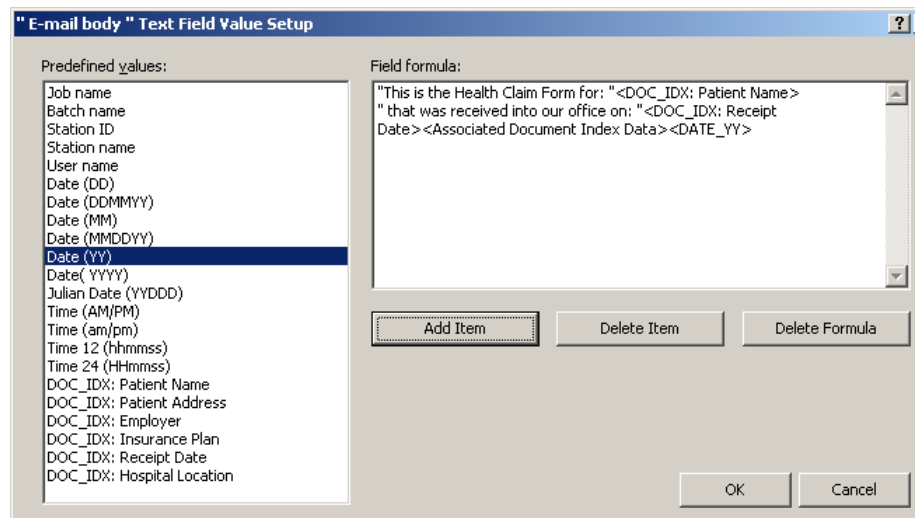 " E-mail body " Text Field Value Setup
?
Predefined values:
Job name
Batch name
Station ID
Station name
User name
Date (DD)
Date (DDMMYY)
Date (MM)
Date (MMDDYY)
Date (YY)
Date( YYYY)
Julian Date (YYDDD)
Time (AM/PM)
Time (am/pm)
Time 12 (hhmmss)
Time 24 (HHmmss)
DOC_IDX: Patient Name
DOC_IDX: Patient Address
DOC_IDX: Employer
DOC_IDX: Insurance Plan
DOC_IDX: Receipt Date
DOC_IDX: Hospital Location
Field formula:
"This is the Health Claim Form for: "<DOC_IDX: Patient Name>
" that was received into our office on: "<DOC_IDX: Receipt
Date><Associated Document Index Data><DATE_YY>
Add Item
Delete Item
Delete Formula
OK
Cancel